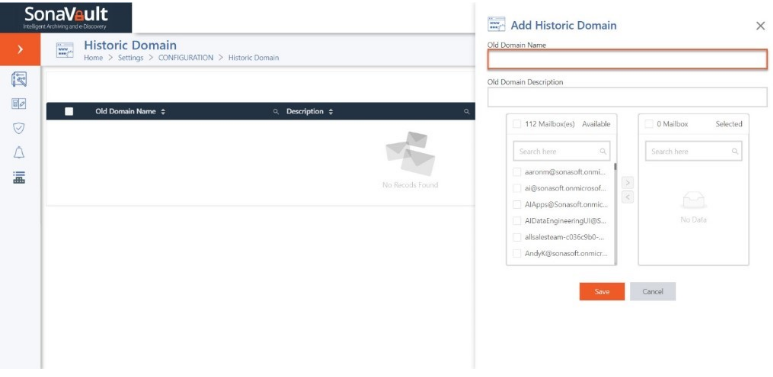 SonaVault
Intelligent Archiving and e-Discovery
Historic Domain
Home > Settings > CONFIGURATION > Historic Domain
Old Domain Name
Description
No Records Found
Add Historic Domain
Old Domain Name
Old Domain Description
112 Mailbox(es) Available
Search here
aaronm@sonasoft.onmi...
ai@sonasoft.onmicrosof...
AIApps@Sonasoft.onmic...
AIDataEngineeringUI@S...
allsalesteam-c036c9b0-...
AndyK@sonasoft.onmicr...
0 Mailbox Selected
Search here
No Data
Save Cancel